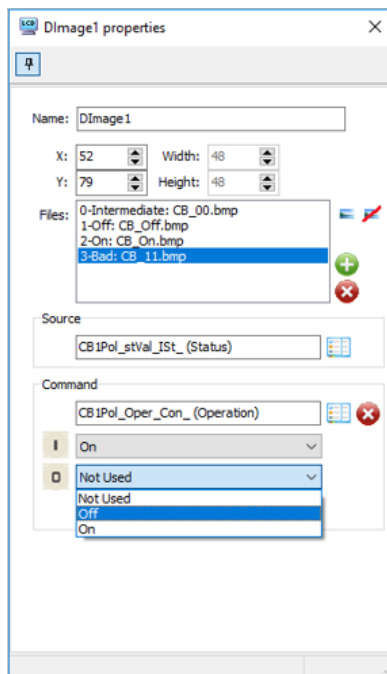 LCD
DImage1 properties
Name: DImage1
X: 52 Width: 48
Y: 79 Height: 48
Files: 0-Intermediate: CB_00.bmp
1-Off: CB_Off.bmp
2-On: CB_On.bmp
3-Bad: CB_11.bmp
Source
CB1Pol_stVal_ISt_ (Status)
Command
CB1Pol_Oper_Con_ (Operation)
I On
O Not Used
Not Used
Off
On